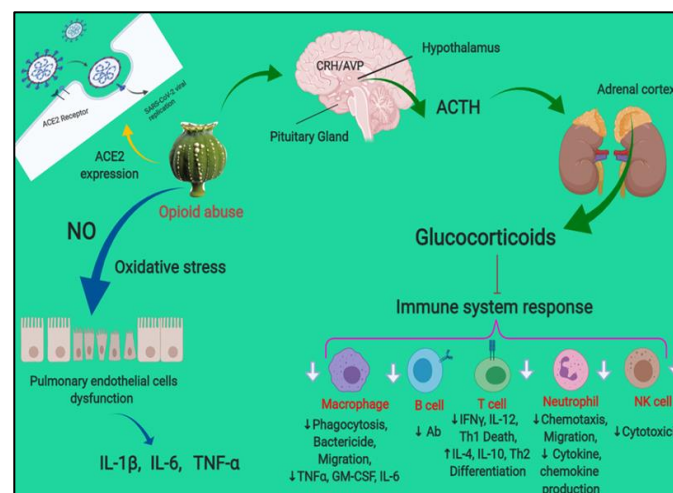 CRH/AVP
Hypothalamus
Pituitary Gland
ACTH
Adrenal cortex
ACE2 Receptor
SARS-CoV-2 viral
replication
ACE2
expression
Opioid abuse
NO
Oxidative stress
Glucocorticoids
Immune system response
Pulmonary endothelial cells
dysfunction
IL-1β, IL-6, TNF-α
Macrophage
↓Phagocytosis,
Bactericide,
Migration,
↓TNFα, GM-CSF, IL-6
B cell
↓ Ab
T cell
↓IFNγ, IL-12,
Th1 Death,
↑IL-4, IL-10, Th2
Differentiation
Neutrophil
↓Chemotaxis,
Migration,
↓ Cytokine,
chemokine
production
NK cell
↓Cytotoxic